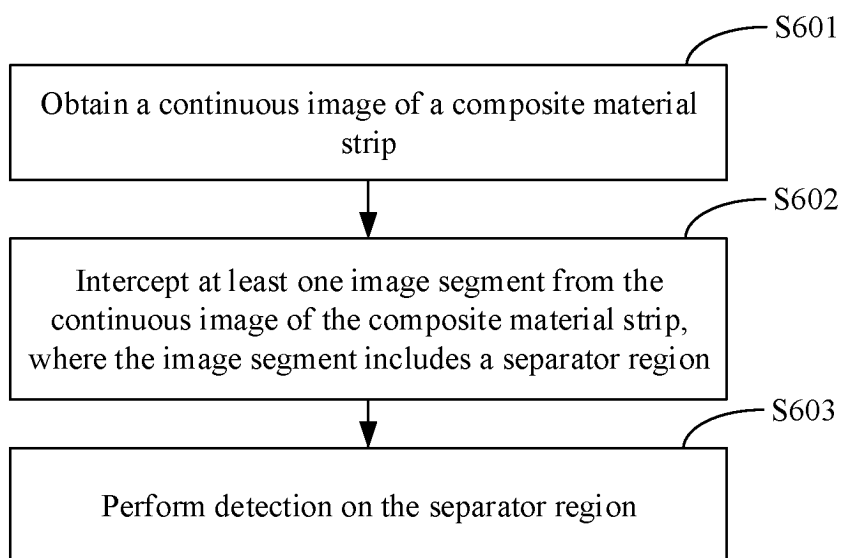 S601
Obtain a continuous image of a composite material
strip
S602
Intercept at least one image segment from the
continuous image of the composite material strip,
where the image segment includes a separator region
S603
Perform detection on the separator region